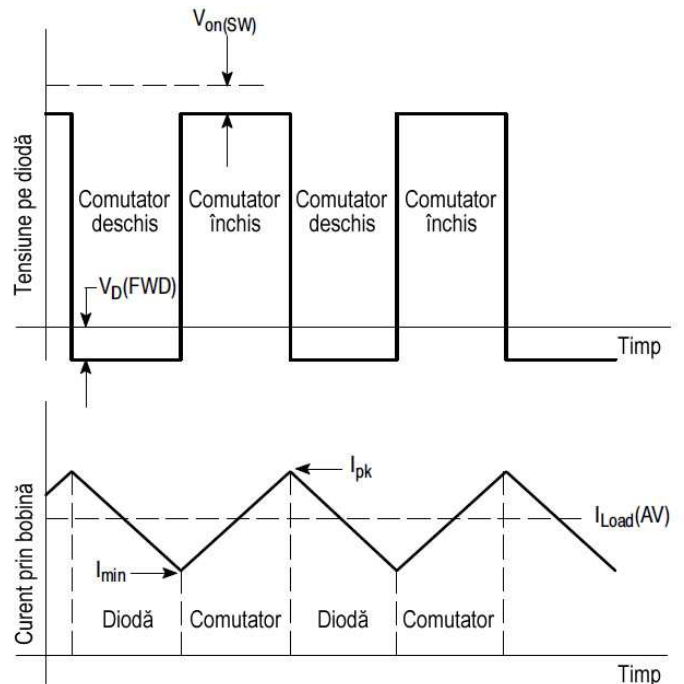 Von(SW)
Tensiune pe diodă
Comutator deschis
Comutator închis
Comutator deschis
Comutator închis
VD(FWD)
Timp
Curent prin bobină
Ipk
ILoad(AV)
Imin
Diodă
Comutator
Diodă
Comutator
Timp